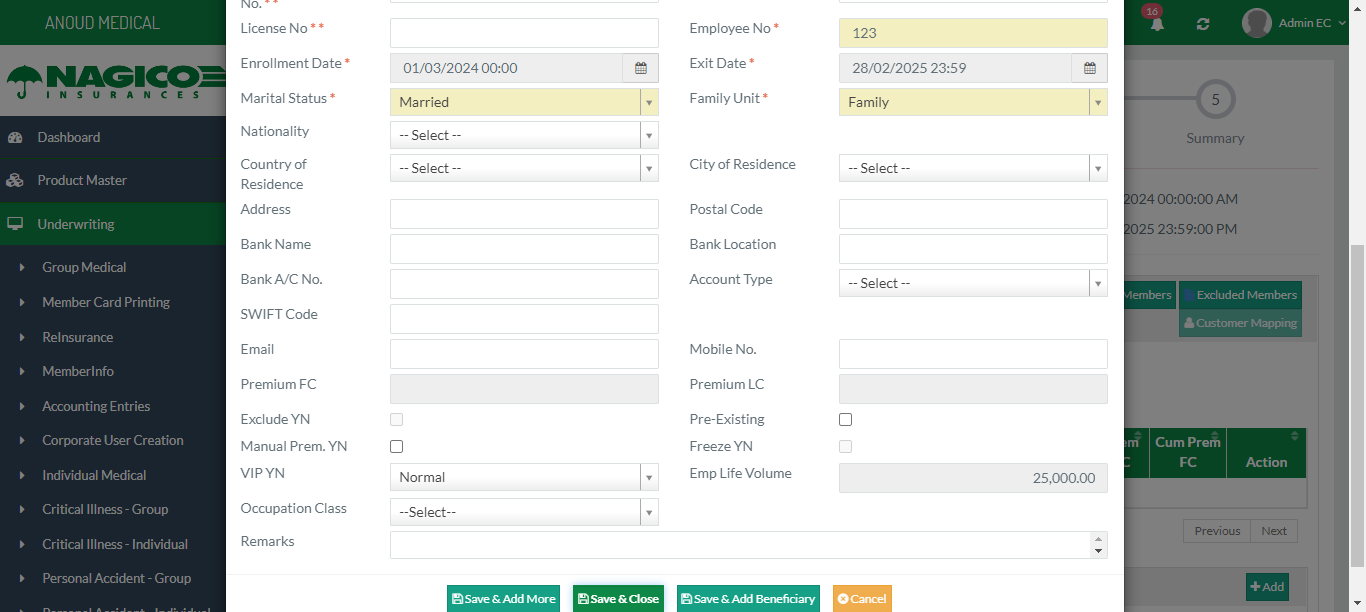 ANOUD MEDICAL
NAGICO
INSURANCES
Dashboard
Product Master
Underwriting
Group Medical
Member Card Printing
ReInsurance
MemberInfo
Accounting Entries
Corporate User Creation
Individual Medical
Critical Illness - Group
Critical Illness - Individual
Personal Accident - Group
Personal Accident - Individual
No. * *
License No * *
Employee No *
123
Enrollment Date *
01/03/2024 00:00
Exit Date *
28/02/2025 23:59
Marital Status *
Married
Family Unit *
Family
Nationality
-- Select --
Country of
Residence
-- Select --
City of Residence
-- Select --
Address
Postal Code
Bank Name
Bank Location
Bank A/C No.
Account Type
-- Select --
SWIFT Code
Email
Mobile No.
Premium FC
Premium LC
Exclude YN
Pre-Existing
Manual Prem. YN
Freeze YN
VIP YN
Normal
Emp Life Volume
25,000.00
Occupation Class
--Select--
Remarks
Save & Add More
Save & Close
Save & Add Beneficiary
Cancel
16
Admin EC
5
Summary
2024 00:00:00 AM
2025 23:59:00 PM
Members
Excluded Members
Customer Mapping
em
C
Cum Prem
FC
Action
Previous
Next
Add